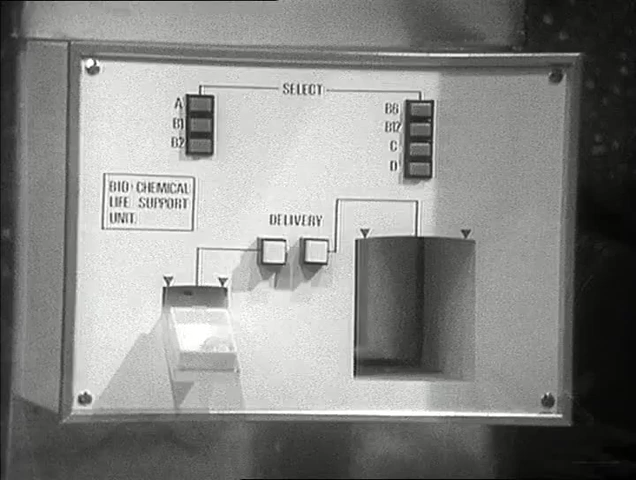 SELECT
A
B1
B2
B6
B12
C
D
BIO-CHEMICAL
LIFE SUPPORT
UNIT.
DELIVERY